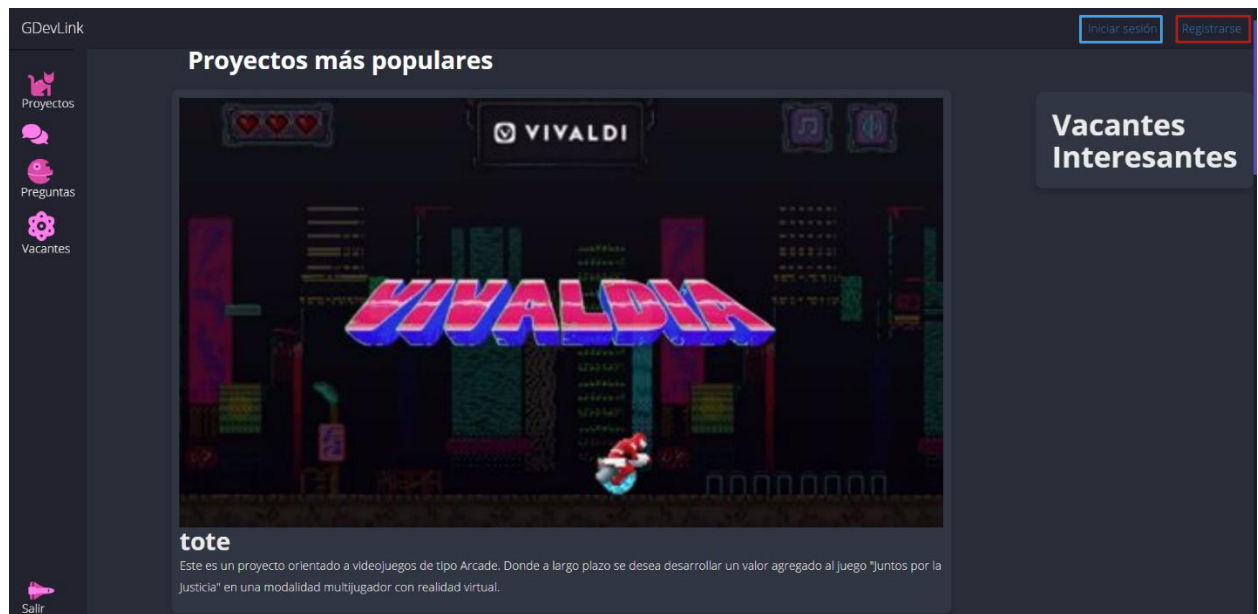 GDevLink
Iniciar sesión
Registrarse
Proyectos
Preguntas
Vacantes
Salir
Proyectos más populares
VIVALDI
VIVALDIA
tote
Este es un proyecto orientado a videojuegos de tipo Arcade. Donde a largo plazo se desea desarrollar un valor agregado al juego "Juntos por la
Justicia" en una modalidad multijugador con realidad virtual.
Vacantes
Interesantes